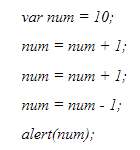 var num = 10;
num = num + 1;
num = num + 1;
num = num - 1;
alert(num);